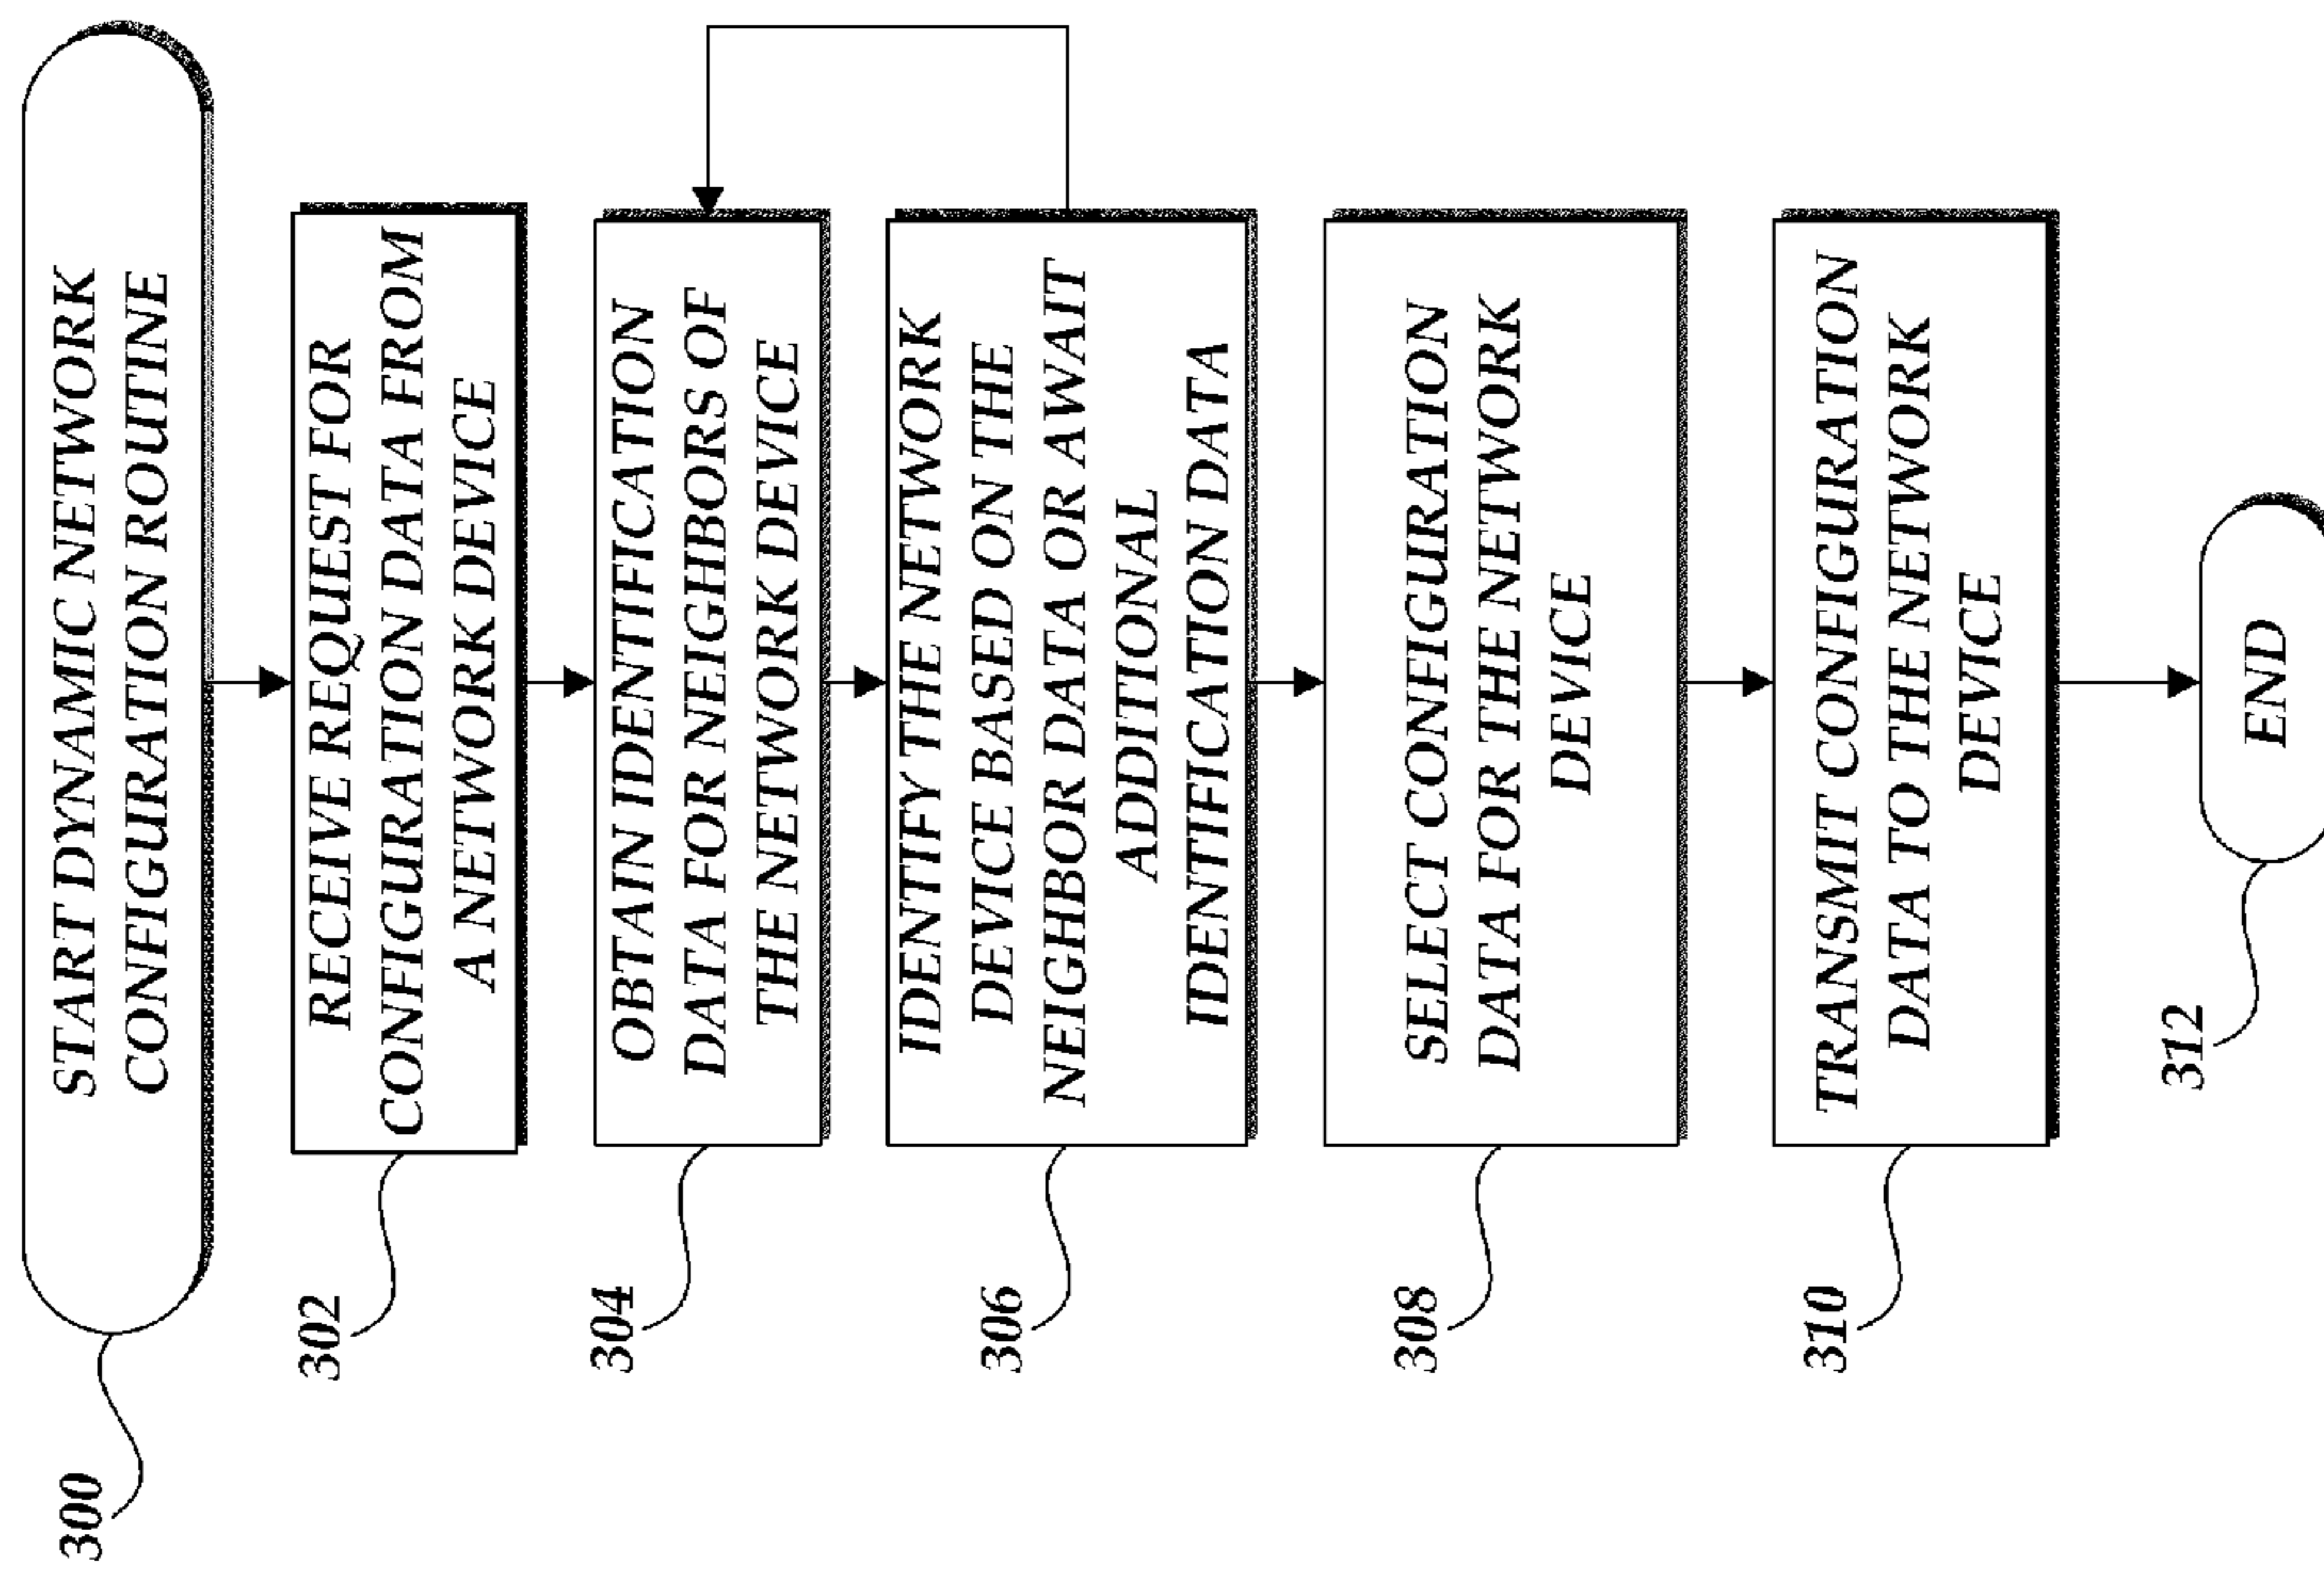 300
START DYNAMIC NETWORK
CONFIGURATION ROUTINE
302
RECEIVE REQUEST FOR
CONFIGURATION DATA FROM
A NETWORK DEVICE
304
OBTAIN IDENTIFICATION
DATA FOR NEIGHBORS OF
THE NETWORK DEVICE
306
IDENTIFY THE NETWORK
DEVICE BASED ON THE
NEIGHBOR DATA OR AWAIT
ADDITIONAL
IDENTIFICATION DATA
308
SELECT CONFIGURATION
DATA FOR THE NETWORK
DEVICE
310
TRANSMIT CONFIGURATION
DATA TO THE NETWORK
DEVICE
312
END